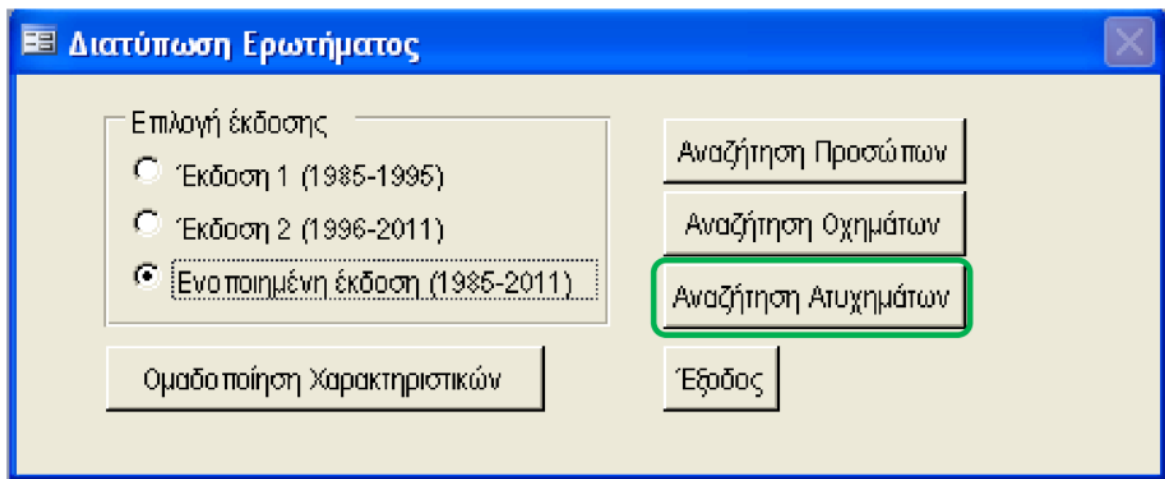 Διατύπωση Ερωτήματος
Επιλογή έκδοσης
Έκδοση 1 (1985-1995)
Έκδοση 2 (1996-2011)
Ενοποιημένη έκδοση (1985-2011)
Ομαδοποίηση Χαρακτηριστικών
Αναζήτηση Προσώπων
Αναζήτηση Οχημάτων
Αναζήτηση Ατυχημάτων
Έξοδος